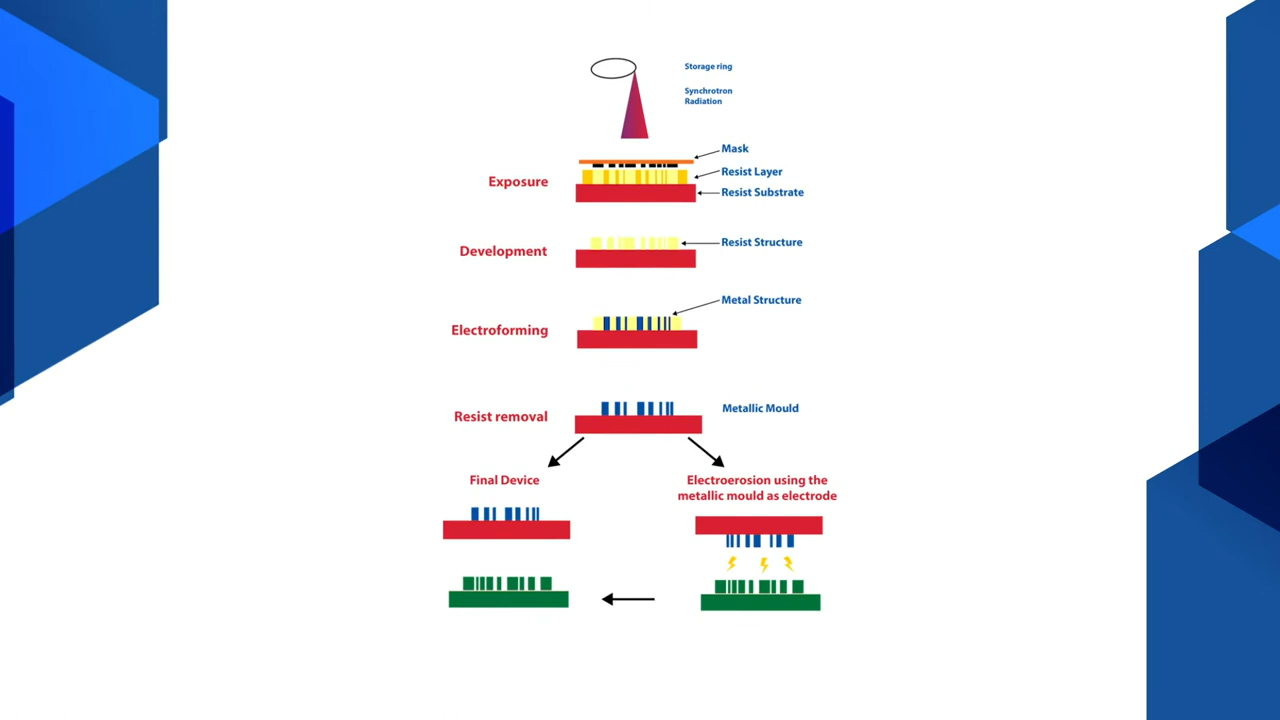 Storage ring
Synchrotron
Radiation
Mask
Exposure
Resist Layer
Resist Substrate
Development
Resist Structure
Metal Structure
Electroforming
Resist removal
Metallic Mould
Final Device
Electroerosion using the
metallic mould as electrode